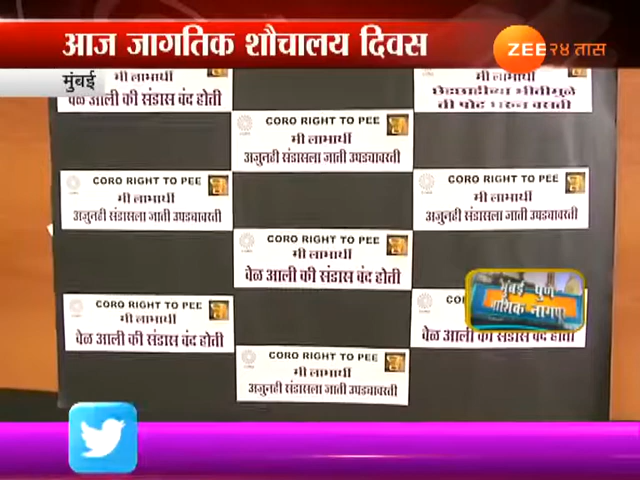 आज जागतिक शौचालय दिवस
ZEE २४ तास
मुंबई
मी लाभार्थी
वेळ आली की संडास बंद होती
मी लाभार्थी
छेडछाडीच्या भीतीमुळे
CORO RIGHT TO PEE
मी लाभार्थी
अजुनही संडासला जाती उघड्यावरती
CORO RIGHT TO PEE
मी लाभार्थी
अजुनही संडासला जाती उघड्यावरती
CORO RIGHT TO PEE
मी लाभार्थी
अजुनही संडासला जाती उघड्यावरती
CORO RIGHT TO PEE
मी लाभार्थी
वेळ आली की संडास बंद होती
CORO RIGHT TO PEE
मी लाभार्थी
वेळ आली की संडास बंद होती
मुंबई पुणे
नाशिक नागपूर
वेळ आली की संडास बंद होती
CORO RIGHT TO PEE
मी लाभार्थी
अजुनही संडासला जाती उघड्यावरती